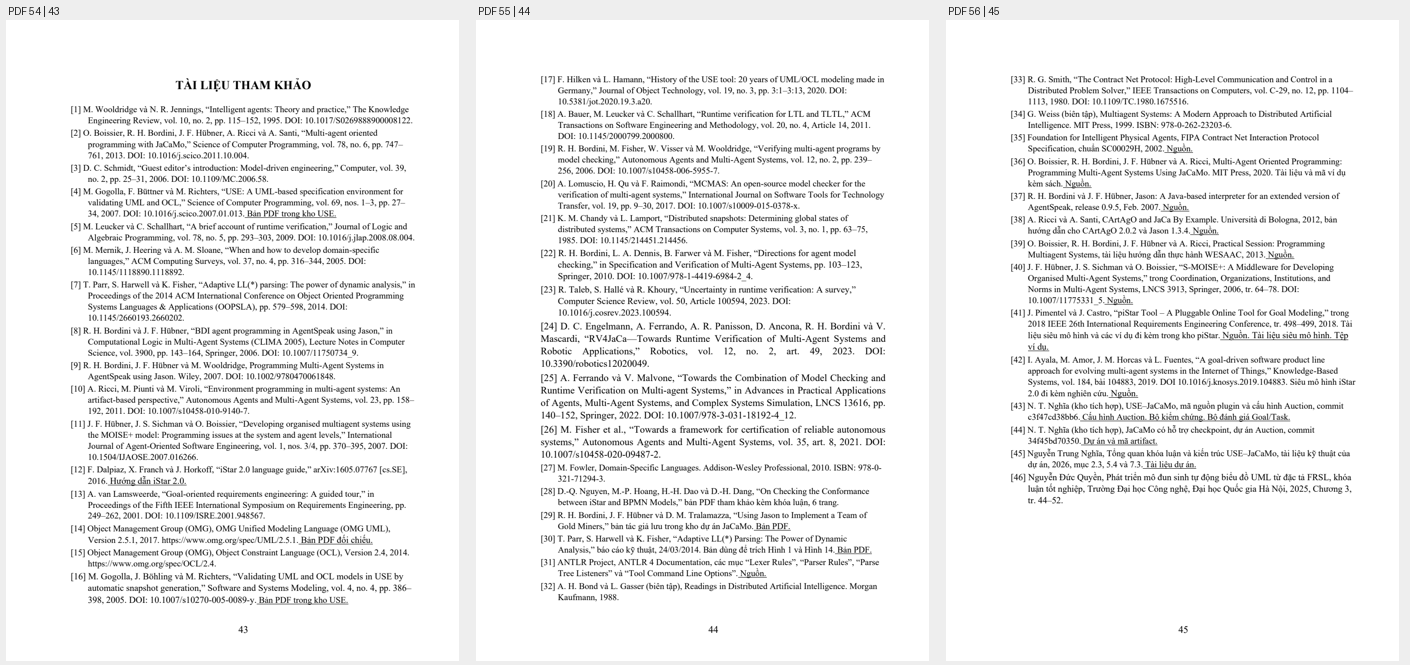 PDF 54 | 43
TÀI LIỆU THAM KHẢO
[1] M. Wooldridge và N. R. Jennings, “Intelligent agents: Theory and practice,” The Knowledge
Engineering Review, vol. 10, no. 2, pp. 115–152, 1995. DOI: 10.1017/S0269888900008122.
[2] O. Boissier, R. H. Bordini, J. F. Hübner, A. Ricci và A. Santi, “Multi-agent oriented
programming with JaCaMo,” Science of Computer Programming, vol. 78, no. 6, pp. 747–
761, 2013. DOI: 10.1016/j.scico.2011.10.004.
[3] D. C. Schmidt, “Guest editor’s introduction: Model-driven engineering,” Computer, vol. 39,
no. 2, pp. 25–31, 2006. DOI: 10.1109/MC.2006.58.
[4] M. Gogolla, F. Büttner và M. Richters, “USE: A UML-based specification environment for
validating UML and OCL,” Science of Computer Programming, vol. 69, nos. 1–3, pp. 27–
34, 2007. DOI: 10.1016/j.scico.2007.01.013. Bản PDF trong kho USE.
[5] M. Leucker và C. Schallhart, “A brief account of runtime verification,” Journal of Logic and
Algebraic Programming, vol. 78, no. 5, pp. 293–303, 2009. DOI: 10.1016/j.jlap.2008.08.004.
[6] M. Mernik, J. Heering và A. M. Sloane, “When and how to develop domain-specific
languages,” ACM Computing Surveys, vol. 37, no. 4, pp. 316–344, 2005. DOI:
10.1145/1118890.1118892.
[7] T. Parr, S. Harwell và K. Fisher, “Adaptive LL(*) parsing: The power of dynamic analysis,” in
Proceedings of the 2014 ACM International Conference on Object Oriented Programming
Systems Languages & Applications (OOPSLA), pp. 579–598, 2014. DOI:
10.1145/2660193.2660202.
[8] R. H. Bordini và J. F. Hübner, “BDI agent programming in AgentSpeak using Jason,” in
Computational Logic in Multi-Agent Systems (CLIMA 2005), Lecture Notes in Computer
Science, vol. 3900, pp. 143–164, Springer, 2006. DOI: 10.1007/11750734_9.
[9] R. H. Bordini, J. F. Hübner và M. Wooldridge, Programming Multi-Agent Systems in
AgentSpeak using Jason. Wiley, 2007. DOI: 10.1002/9780470061848.
[10] A. Ricci, M. Piunti và M. Viroli, “Environment programming in multi-agent systems: An
artifact-based perspective,” Autonomous Agents and Multi-Agent Systems, vol. 23, pp. 158–
192, 2011. DOI: 10.1007/s10458-010-9140-7.
[11] J. F. Hübner, J. S. Sichman và O. Boissier, “Developing organised multiagent systems using
the MOISE+ model: Programming issues at the system and agent levels,” International
Journal of Agent-Oriented Software Engineering, vol. 1, nos. 3/4, pp. 370–395, 2007. DOI:
10.1504/IJAOSE.2007.016266.
[12] F. Dalpiaz, X. Franch và J. Horkoff, “iStar 2.0 language guide,” arXiv:1605.07767 [cs.SE],
2016. Hướng dẫn iStar 2.0.
[13] A. van Lamsweerde, “Goal-oriented requirements engineering: A guided tour,” in
Proceedings of the Fifth IEEE International Symposium on Requirements Engineering, pp.
249–262, 2001. DOI: 10.1109/ISRE.2001.948567.
[14] Object Management Group (OMG), OMG Unified Modeling Language (OMG UML),
Version 2.5.1, 2017. https://www.omg.org/spec/UML/2.5.1. Bản PDF đối chiếu.
[15] Object Management Group (OMG), Object Constraint Language (OCL), Version 2.4, 2014.
https://www.omg.org/spec/OCL/2.4.
[16] M. Gogolla, J. Böhling và M. Richters, “Validating UML and OCL models in USE by
automatic snapshot generation,” Software and Systems Modeling, vol. 4, no. 4, pp. 386–
398, 2005. DOI: 10.1007/s10270-005-0089-y. Bản PDF trong kho USE.
43
PDF 55 | 44
[17] F. Hilken và L. Hamann, “History of the USE tool: 20 years of UML/OCL modeling made in
Germany,” Journal of Object Technology, vol. 19, no. 3, pp. 3:1–3:13, 2020. DOI:
10.5381/jot.2020.19.3.a20.
[18] A. Bauer, M. Leucker và C. Schallhart, “Runtime verification for LTL and TLTL,” ACM
Transactions on Software Engineering and Methodology, vol. 20, no. 4, Article 14, 2011.
DOI: 10.1145/2000799.2000800.
[19] R. H. Bordini, M. Fisher, W. Visser và M. Wooldridge, “Verifying multi-agent programs by
model checking,” Autonomous Agents and Multi-Agent Systems, vol. 12, no. 2, pp. 239–
256, 2006. DOI: 10.1007/s10458-006-5955-7.
[20] A. Lomuscio, H. Qu và F. Raimondi, “MCMAS: An open-source model checker for the
verification of multi-agent systems,” International Journal on Software Tools for Technology
Transfer, vol. 19, pp. 9–30, 2017. DOI: 10.1007/s10009-015-0378-x.
[21] K. M. Chandy và L. Lamport, “Distributed snapshots: Determining global states of
distributed systems,” ACM Transactions on Computer Systems, vol. 3, no. 1, pp. 63–75,
1985. DOI: 10.1145/214451.214456.
[22] R. H. Bordini, L. A. Dennis, B. Farwer và M. Fisher, “Directions for agent model
checking,” in Specification and Verification of Multi-Agent Systems, pp. 103–123,
Springer, 2010. DOI: 10.1007/978-1-4419-6984-2_4.
[23] R. Taleb, S. Hallé và R. Khoury, “Uncertainty in runtime verification: A survey,”
Computer Science Review, vol. 50, Article 100594, 2023. DOI:
10.1016/j.cosrev.2023.100594.
[24] D. C. Engelmann, A. Ferrando, A. R. Panisson, D. Ancona, R. H. Bordini và V.
Mascardi, “RV4JaCa—Towards Runtime Verification of Multi-Agent Systems and
Robotic Applications,” Robotics, vol. 12, no. 2, art. 49, 2023. DOI:
10.3390/robotics12020049.
[25] A. Ferrando và V. Malvone, “Towards the Combination of Model Checking and
Runtime Verification on Multi-agent Systems,” in Advances in Practical Applications
of Agents, Multi-Agent Systems, and Complex Systems Simulation, LNCS 13616, pp.
140–152, Springer, 2022. DOI: 10.1007/978-3-031-18192-4_12.
[26] M. Fisher et al., “Towards a framework for certification of reliable autonomous
systems,” Autonomous Agents and Multi-Agent Systems, vol. 35, art. 8, 2021. DOI:
10.1007/s10458-020-09487-2.
[27] M. Fowler, Domain-Specific Languages. Addison-Wesley Professional, 2010. ISBN: 978-0-
321-71294-3.
[28] D.-Q. Nguyen, M.-P. Hoang, H.-H. Dao và D.-H. Dang, “On Checking the Conformance
between iStar and BPMN Models,” bản PDF tham khảo kèm khóa luận, 6 trang.
[29] R. H. Bordini, J. F. Hübner và D. M. Tralamazza, “Using Jason to Implement a Team of
Gold Miners,” bản tác giả lưu trong kho dự án JaCaMo. Bản PDF.
[30] T. Parr, S. Harwell và K. Fisher, “Adaptive LL(*) Parsing: The Power of Dynamic
Analysis,” báo cáo kỹ thuật, 24/03/2014. Bản dùng để trích Hình 1 và Hình 14. Bản PDF.
[31] ANTLR Project, ANTLR 4 Documentation, các mục “Lexer Rules”, “Parser Rules”, “Parse
Tree Listeners” và “Tool Command Line Options”. Nguồn.
[32] A. H. Bond và L. Gasser (biên tập), Readings in Distributed Artificial Intelligence. Morgan
Kaufmann, 1988.
44
PDF 56 | 45
[33] R. G. Smith, “The Contract Net Protocol: High-Level Communication and Control in a
Distributed Problem Solver,” IEEE Transactions on Computers, vol. C-29, no. 12, pp. 1104–
1113, 1980. DOI: 10.1109/TC.1980.1675516.
[34] G. Weiss (biên tập), Multiagent Systems: A Modern Approach to Distributed Artificial
Intelligence. MIT Press, 1999. ISBN: 978-0-262-23203-6.
[35] Foundation for Intelligent Physical Agents, FIPA Contract Net Interaction Protocol
Specification, chuẩn SC00029H, 2002. Nguồn.
[36] O. Boissier, R. H. Bordini, J. F. Hübner và A. Ricci, Multi-Agent Oriented Programming:
Programming Multi-Agent Systems Using JaCaMo. MIT Press, 2020. Tài liệu và mã ví dụ
kèm sách. Nguồn.
[37] R. H. Bordini và J. F. Hübner, Jason: A Java-based interpreter for an extended version of
AgentSpeak, release 0.9.5, Feb. 2007. Nguồn.
[38] A. Ricci và A. Santi, CArtAgO and JaCa By Example. Università di Bologna, 2012, bản
hướng dẫn cho CArtAgO 2.0.2 và Jason 1.3.4. Nguồn.
[39] O. Boissier, R. H. Bordini, J. F. Hübner và A. Ricci, Practical Session: Programming
Multiagent Systems, tài liệu hướng dẫn thực hành WESAAC, 2013. Nguồn.
[40] J. F. Hübner, J. S. Sichman và O. Boissier, “S-MOISE+: A Middleware for Developing
Organised Multi-Agent Systems,” trong Coordination, Organizations, Institutions, and
Norms in Multi-Agent Systems, LNCS 3913, Springer, 2006, tr. 64–78. DOI:
10.1007/11775331_5. Nguồn.
[41] J. Pimentel và J. Castro, “piStar Tool – A Pluggable Online Tool for Goal Modeling,” trong
2018 IEEE 26th International Requirements Engineering Conference, tr. 498–499, 2018. Tài
liệu siêu mô hình và các ví dụ đi kèm trong kho piStar. Nguồn. Tài liệu siêu mô hình. Tệp
ví dụ.
[42] I. Ayala, M. Amor, J. M. Horcas và L. Fuentes, “A goal-driven software product line
approach for evolving multi-agent systems in the Internet of Things,” Knowledge-Based
Systems, vol. 184, bài 104883, 2019. DOI 10.1016/j.knosys.2019.104883. Siêu mô hình iStar
2.0 đi kèm nghiên cứu. Nguồn.
[43] N. T. Nghĩa (kho tích hợp), USE–JaCaMo, mã nguồn plugin và cấu hình Auction, commit
c3f47cd38bb6. Cấu hình Auction. Bộ kiểm chứng. Bộ đánh giá Goal/Task.
[44] N. T. Nghĩa (kho tích hợp), JaCaMo có hỗ trợ checkpoint, dự án Auction, commit
34f45bd70350. Dự án và mã artifact.
[45] Nguyễn Trung Nghĩa, Tổng quan khóa luận và kiến trúc USE–JaCaMo, tài liệu kỹ thuật của
dự án, 2026, mục 2.3, 5.4 và 7.3. Tài liệu dự án.
[46] Nguyễn Đức Quyền, Phát triển mô đun sinh tự động biểu đồ UML từ đặc tả FRSL, khóa
luận tốt nghiệp, Trường Đại học Công nghệ, Đại học Quốc gia Hà Nội, 2025, Chương 3,
tr. 44–52.
45